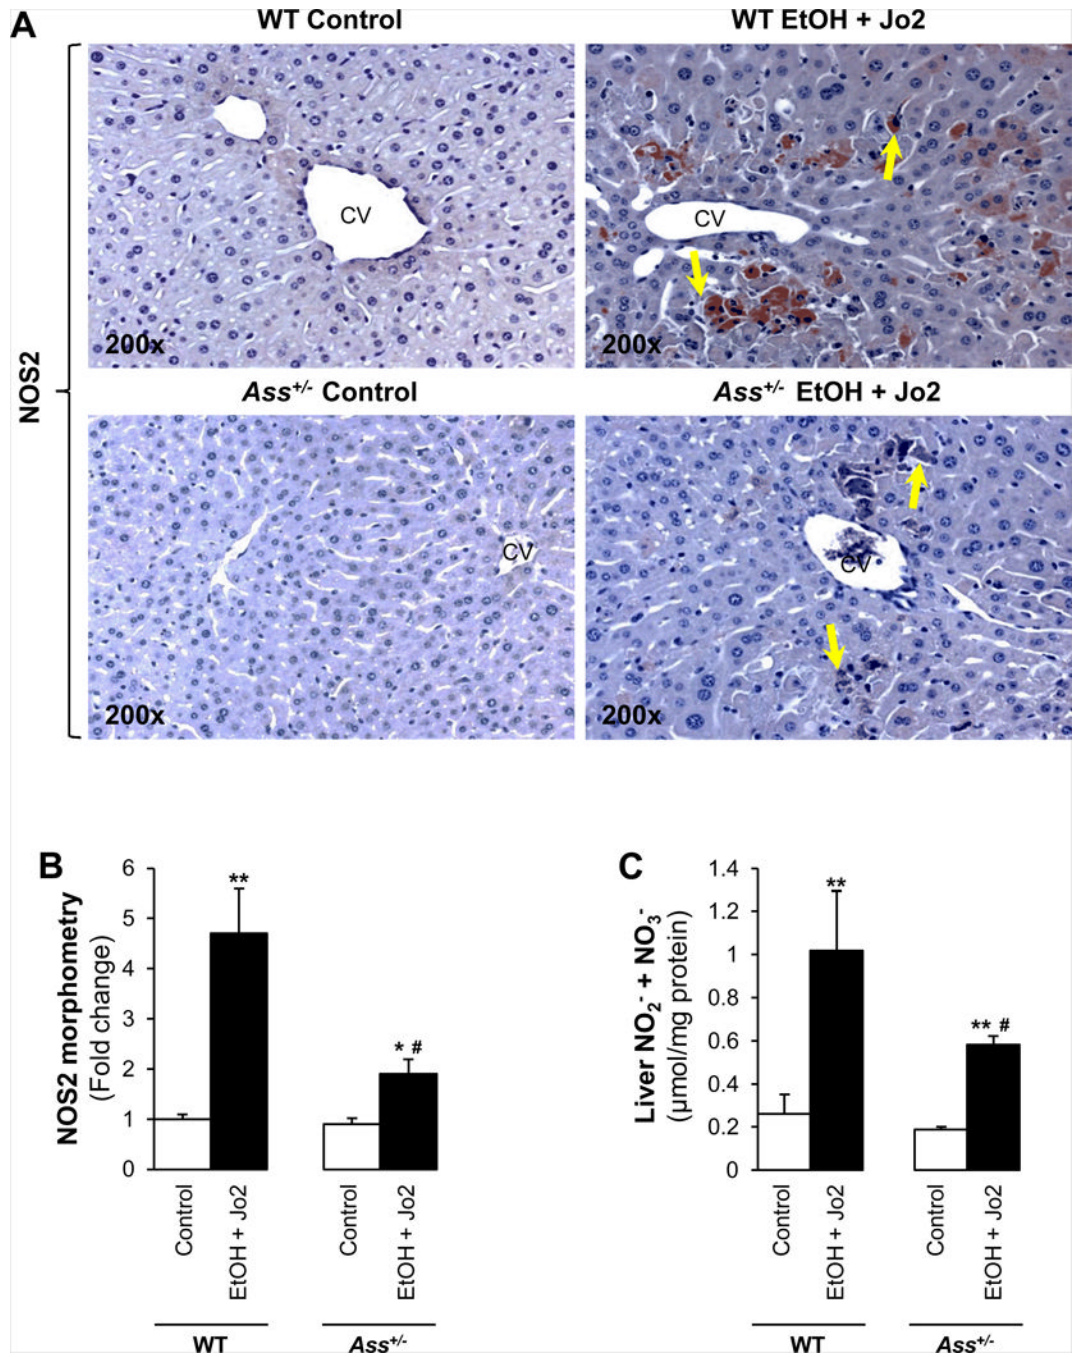 A
WT Control
WT EtOH + Jo2
NOS2
CV
200x
CV
200x
Ass+/- Control
Ass+/- EtOH + Jo2
CV
200x
CV
200x
B
NOS2 morphometry
(Fold change)
6
5
4
3
2
1
0
**
* #
Control
EtOH + Jo2
Control
EtOH + Jo2
WT
Ass+/-
C
Liver NO2- + NO3-
(µmol/mg protein)
1.4
1.2
1
0.8
0.6
0.4
0.2
0
**
** #
Control
EtOH + Jo2
Control
EtOH + Jo2
WT
Ass+/-